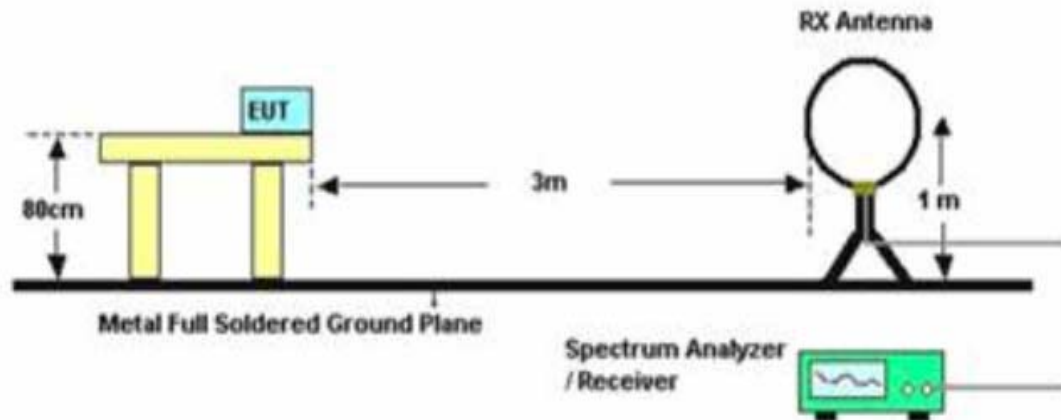 RX Antenna
EUT
3m
80cm
1 m
Metal Full Soldered Ground Plane
Spectrum Analyzer
/ Receiver